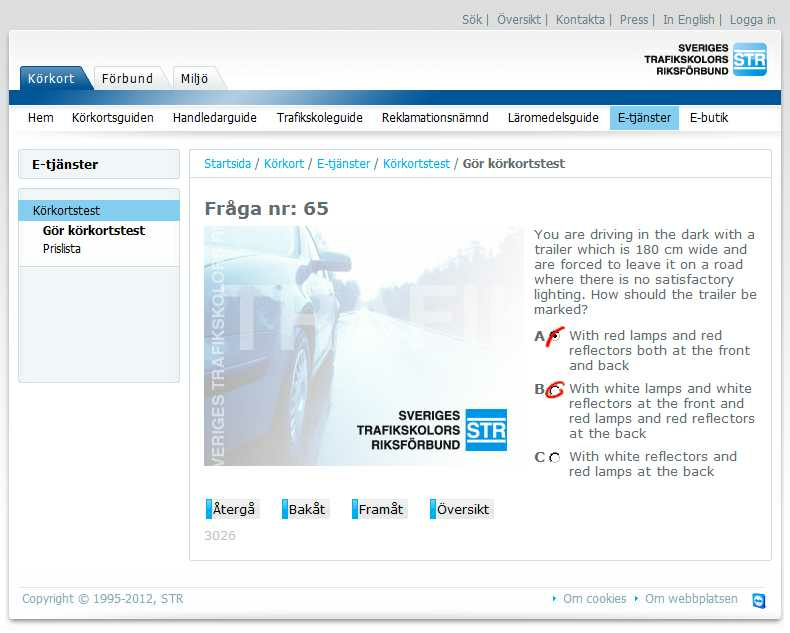 Sök | Översikt | Kontakta | Press | In English | Logga in
SVERIGES
TRAFIKSKOLORS
RIKSFÖRBUND
STR
Körkort Förbund Miljö
Hem Körkortsguiden Handledarguide Trafikskoleguide Reklamationsnämnd Läromedelsguide E-tjänster E-butik
E-tjänster
Körkortstest
Gör körkortstest
Prislista
Startsida / Körkort / E-tjänster / Körkortstest / Gör körkortstest
Fråga nr: 65
SVERIGES TRAFIKSKOLORS
SVERIGES
TRAFIKSKOLORS
RIKSFÖRBUND
STR
You are driving in the dark with a
trailer which is 180 cm wide and
are forced to leave it on a road
where there is no satisfactory
lighting. How should the trailer be
marked?
A With red lamps and red
reflectors both at the front
and back
B With white lamps and white
reflectors at the front and
red lamps and red reflectors
at the back
C With white reflectors and
red lamps at the back
Återgå Bakåt Framåt Översikt
3026
Copyright © 1995-2012, STR
Om cookies Om webbplatsen